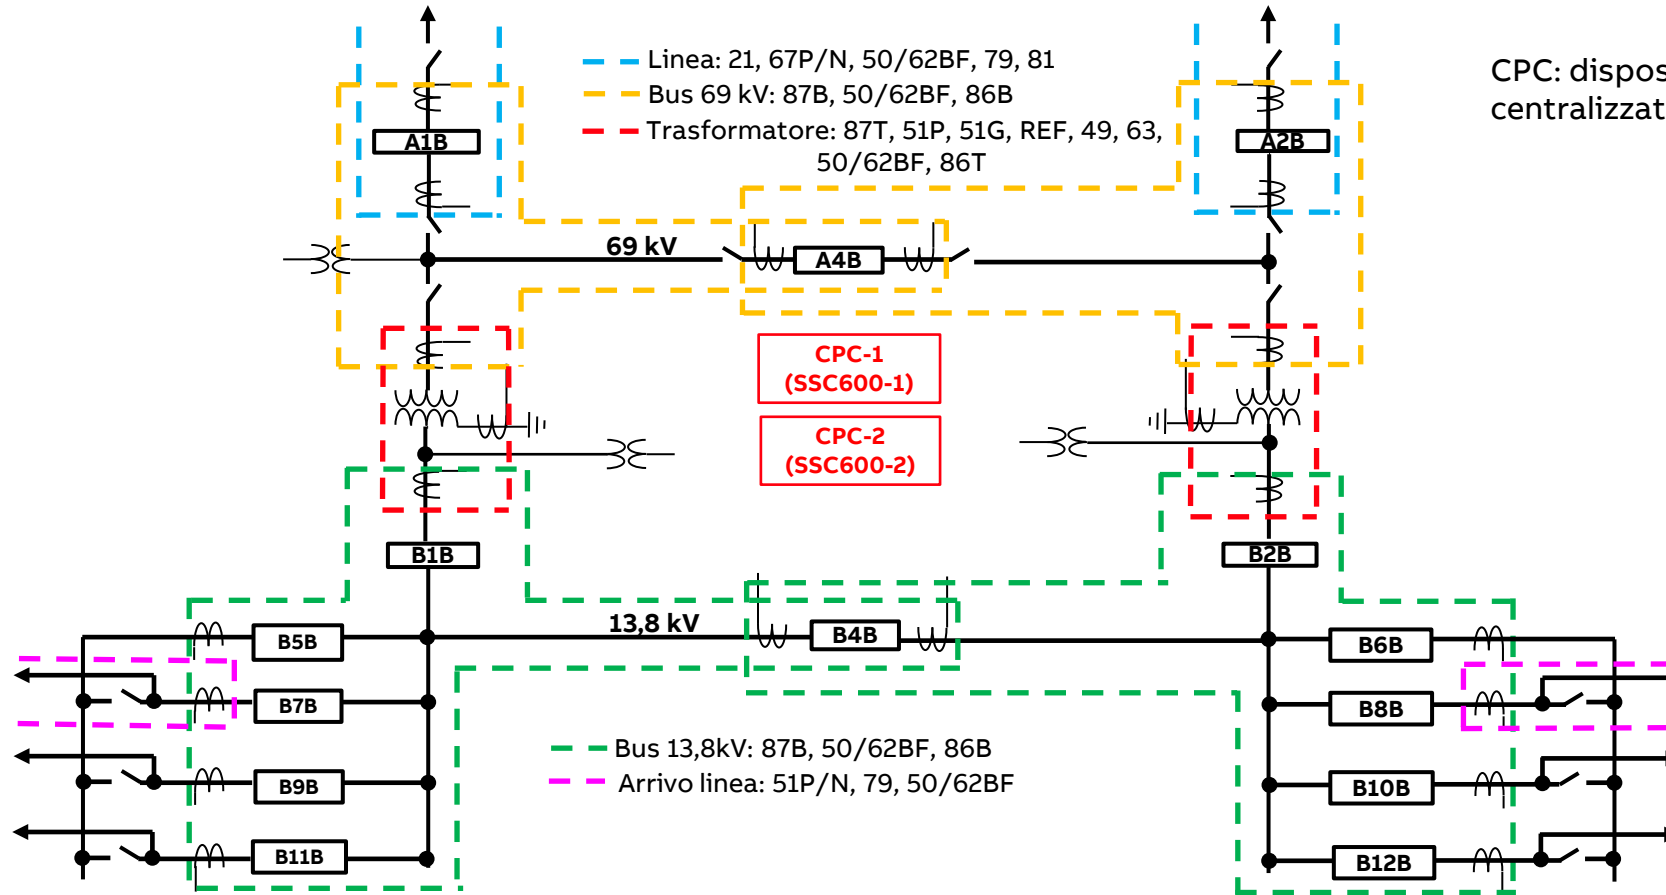 Linea: 21, 67P/N, 50/62BF, 79, 81
Bus 69 kV: 87B, 50/62BF, 86B
Trasformatore: 87T, 51P, 51G, REF, 49, 63,
50/62BF, 86T
CPC: dispos
centralizzat
A1B
A2B
69 kV
A4B
CPC-1
(SSC600-1)
CPC-2
(SSC600-2)
B1B
B2B
13,8 kV
B4B
B5B
B6B
B7B
B8B
B9B
B10B
B11B
B12B
Bus 13,8kV: 87B, 50/62BF, 86B
Arrivo linea: 51P/N, 79, 50/62BF